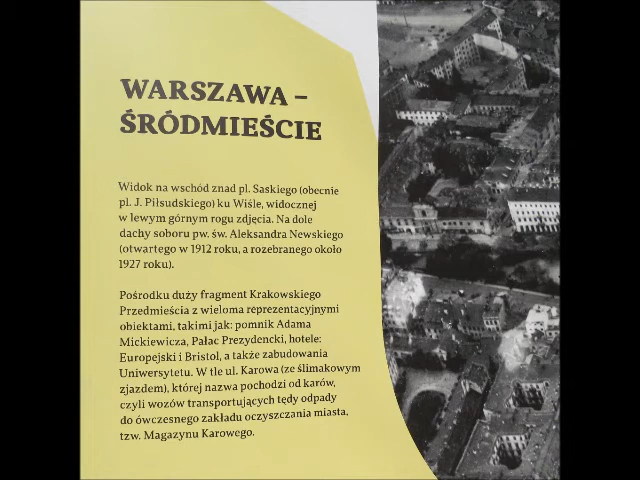 WARSZAWA –
ŚRÓDMIEŚCIE
Widok na wschód znad pl. Saskiego (obecnie
pl. J. Piłsudskiego) ku Wiśle, widocznej
w lewym górnym rogu zdjęcia. Na dole
dachy soboru pw. św. Aleksandra Newskiego
(otwartego w 1912 roku, a rozebranego około
1927 roku).
Pośrodku duży fragment Krakowskiego
Przedmieścia z wieloma reprezentacyjnymi
obiektami, takimi jak: pomnik Adama
Mickiewicza, Pałac Prezydencki, hotele:
Europejski i Bristol, a także zabudowania
Uniwersytetu. W tle ul. Karowa (ze ślimakowym
zjazdem), której nazwa pochodzi od karów,
czyli wozów transportujących tędy odpady
do ówczesnego zakładu oczyszczania miasta,
tzw. Magazynu Karowego.